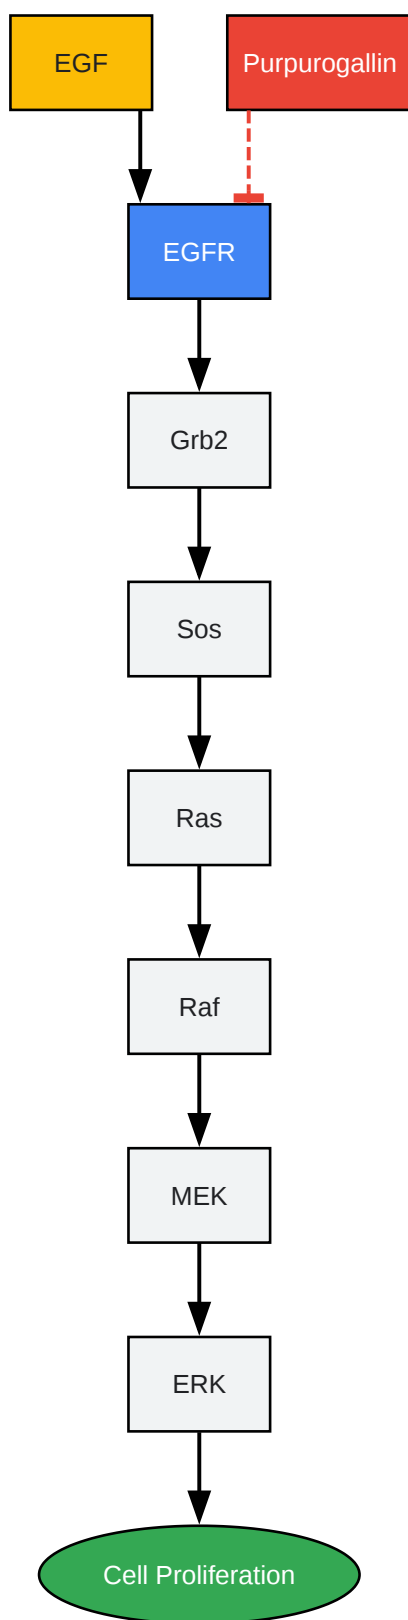 EGF
Purpurogallin
EGFR
Grb2
Sos
Ras
Raf
MEK
ERK
Cell Proliferation